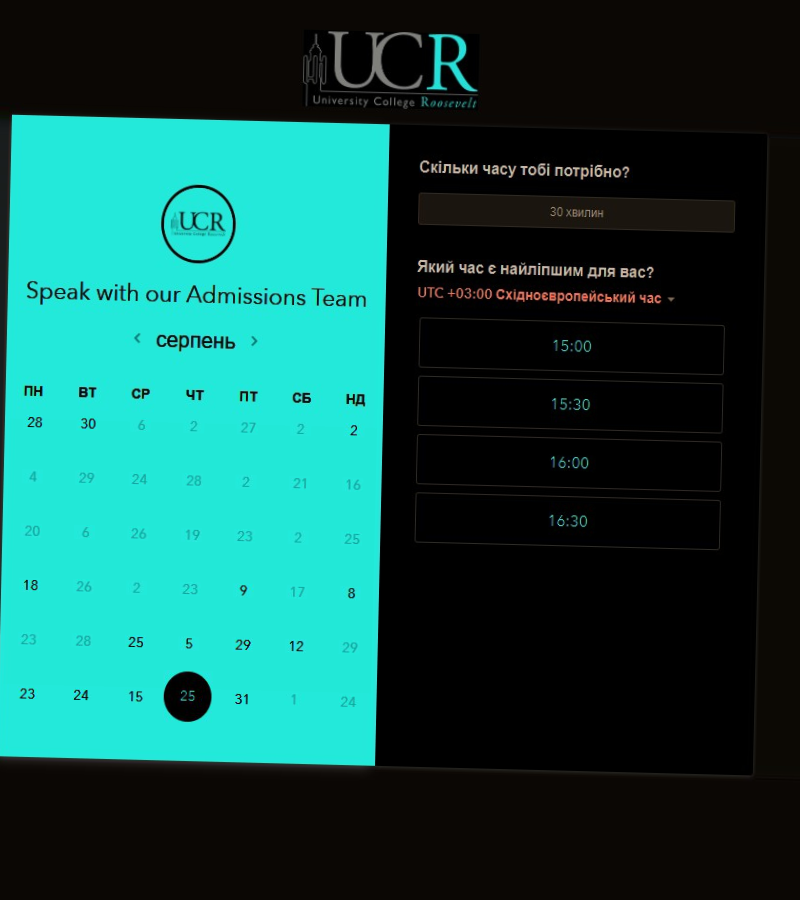 UCR
University College Roosevelt
UCR
University College Roosevelt
Speak with our Admissions Team
серпень
ПН ВТ СР ЧТ ПТ СБ НД
28 30 6 2 27 2 2
4 29 24 28 2 21 16
20 6 26 19 23 2 25
18 26 2 23 9 17 8
23 28 25 5 29 12 29
23 24 15 25 31 1 24
Скільки часу тобі потрібно?
30 хвилин
Який час є найліпшим для вас?
UTC +03:00 Східноєвропейський час
15:00
15:30
16:00
16:30